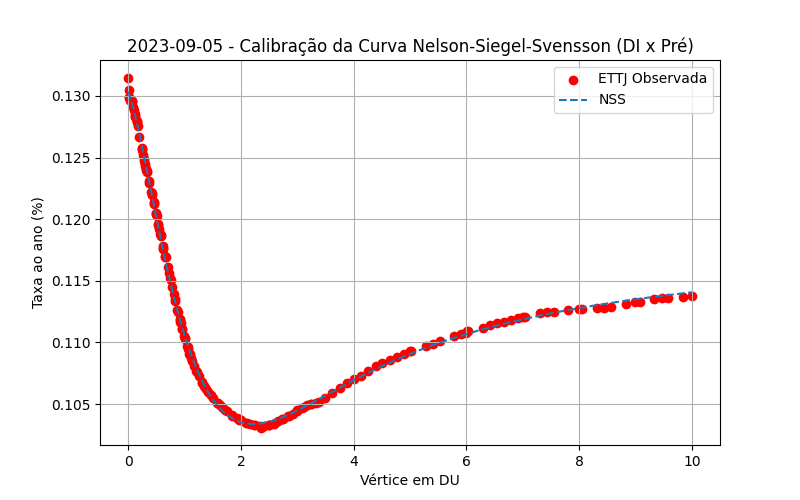 2023-09-05 - Calibração da Curva Nelson-Siegel-Svensson (DI x Pré)
ETTJ Observada
NSS
Taxa ao ano (%)
0.130
0.125
0.120
0.115
0.110
0.105
0 2 4 6 8 10
Vértice em DU